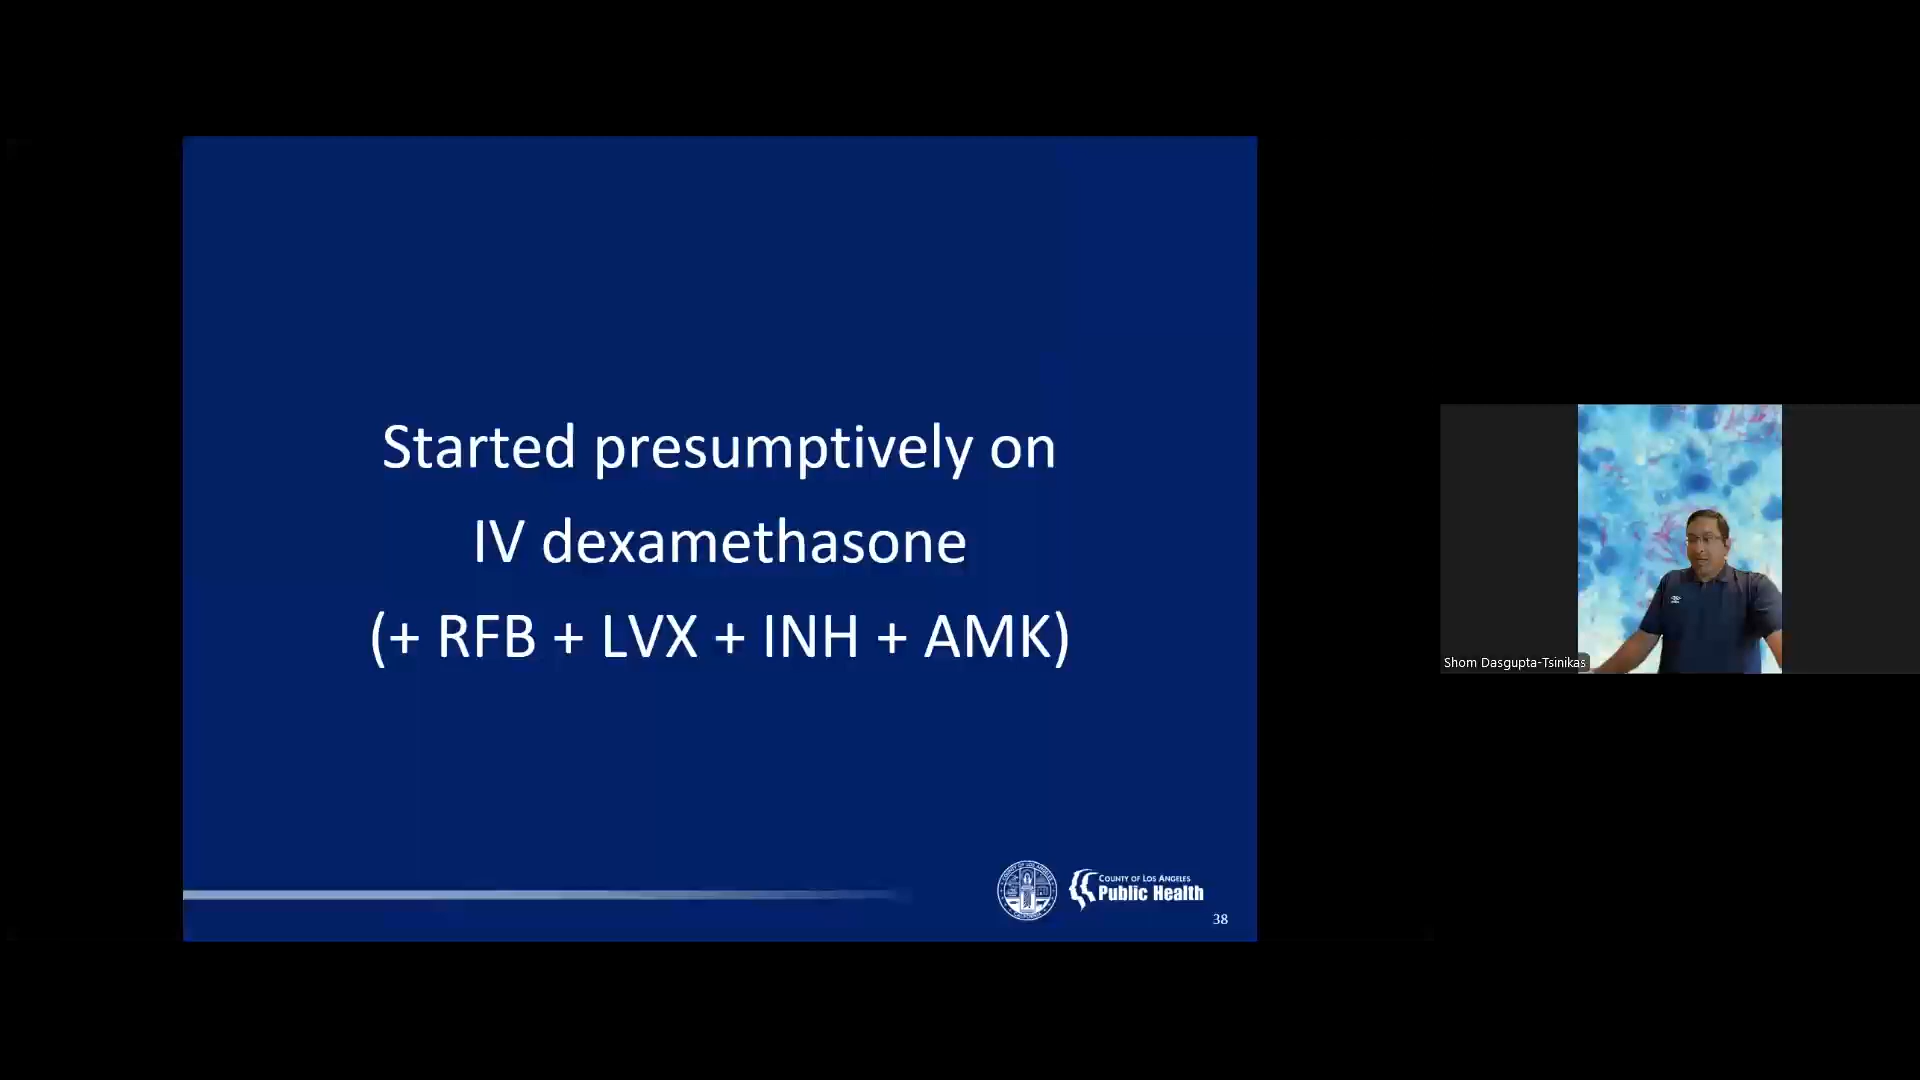 Started presumptively on
IV dexamethasone
(+ RFB + LVX + INH + AMK)
COUNTY OF LOS ANGELES
Public Health
38
Shom Dasgupta-Tsinikas